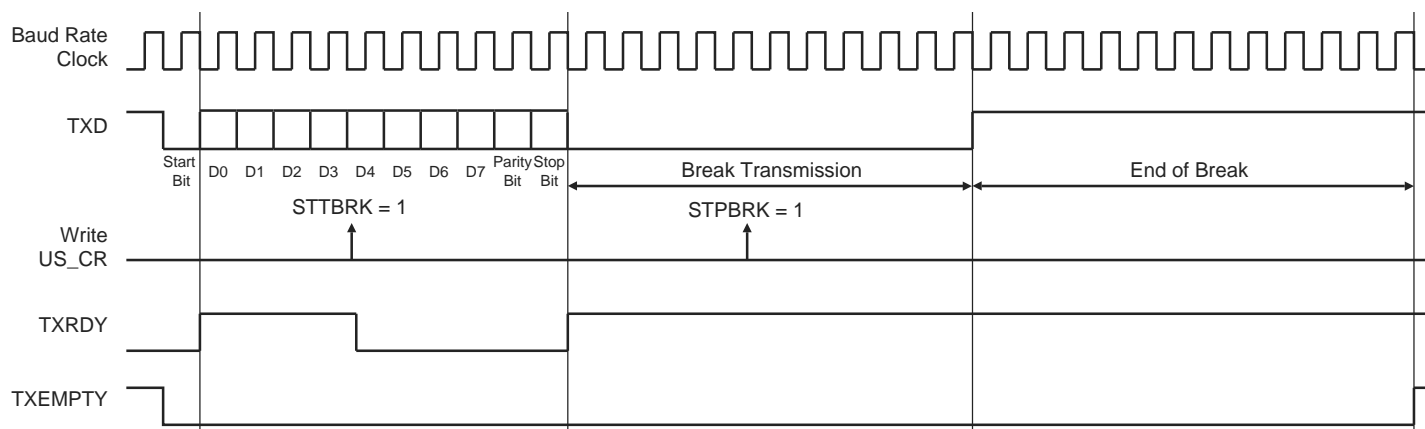 Baud Rate
Clock
TXD
Start
Bit
D0
D1
D2
D3
D4
D5
D6
D7
Parity
Bit
Stop
Bit
Break Transmission
End of Break
STTBRK = 1
STPBRK = 1
Write
US_CR
TXRDY
TXEMPTY